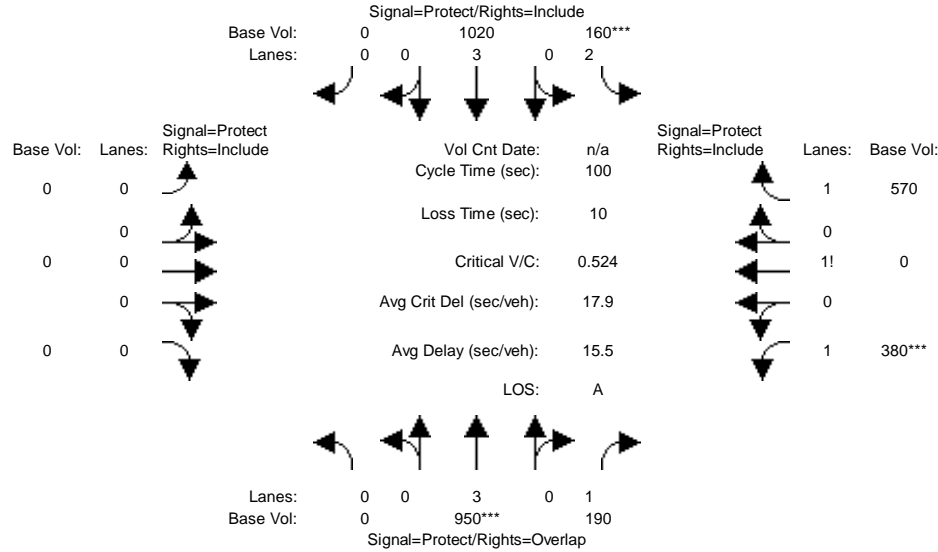 Signal=Protect/Rights=Include
Base Vol: 0 1020 160***
Lanes: 0 0 3 0 2
Signal=Protect
Rights=Include
Base Vol: Lanes:
Vol Cnt Date: n/a
Cycle Time (sec): 100
Signal=Protect
Rights=Include
Lanes: Base Vol:
0 0
1 570
0
Loss Time (sec): 10
0
0 0
Critical V/C: 0.524
1! 0
0
Avg Crit Del (sec/veh): 17.9
0
0 0
Avg Delay (sec/veh): 15.5
1 380***
LOS: A
Lanes: 0 0 3 0 1
Base Vol: 0 950*** 190
Signal=Protect/Rights=Overlap